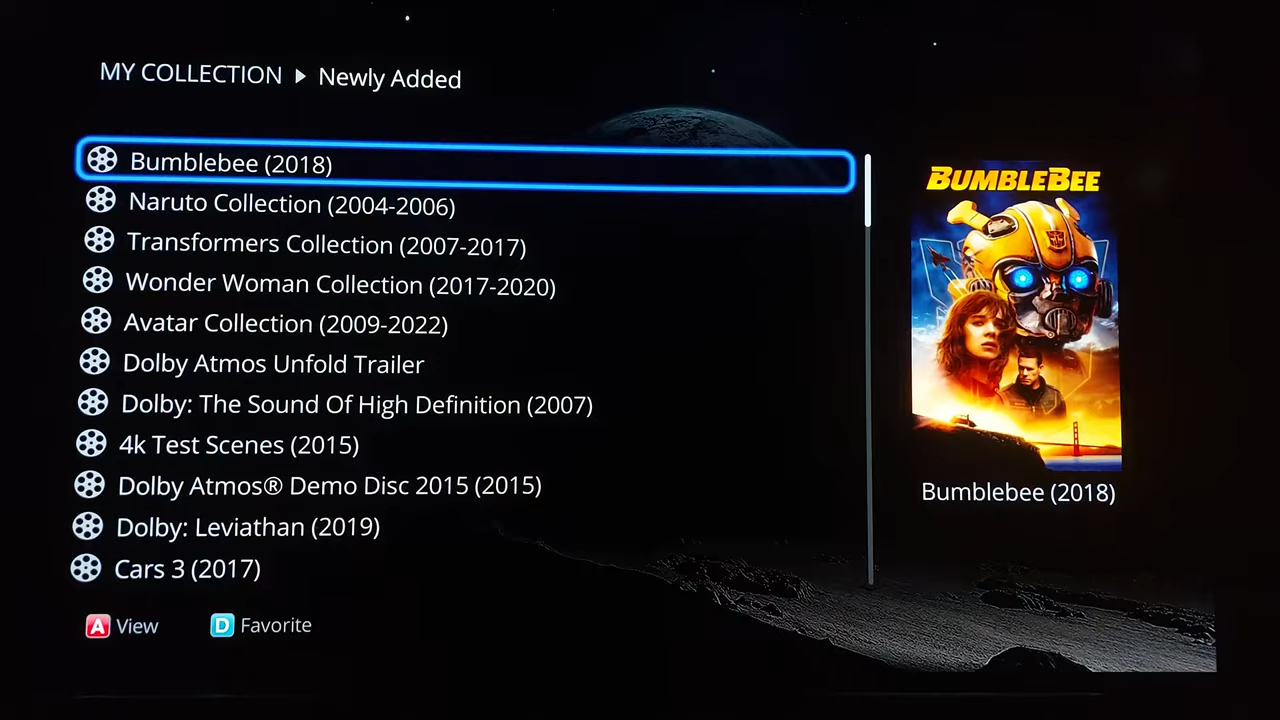 MY COLLECTION ▶ Newly Added
Bumblebee (2018)
Naruto Collection (2004-2006)
Transformers Collection (2007-2017)
Wonder Woman Collection (2017-2020)
Avatar Collection (2009-2022)
Dolby Atmos Unfold Trailer
Dolby: The Sound Of High Definition (2007)
4k Test Scenes (2015)
Dolby Atmos® Demo Disc 2015 (2015)
Dolby: Leviathan (2019)
Cars 3 (2017)
A View
D Favorite
BUMBLEBEE
Bumblebee (2018)